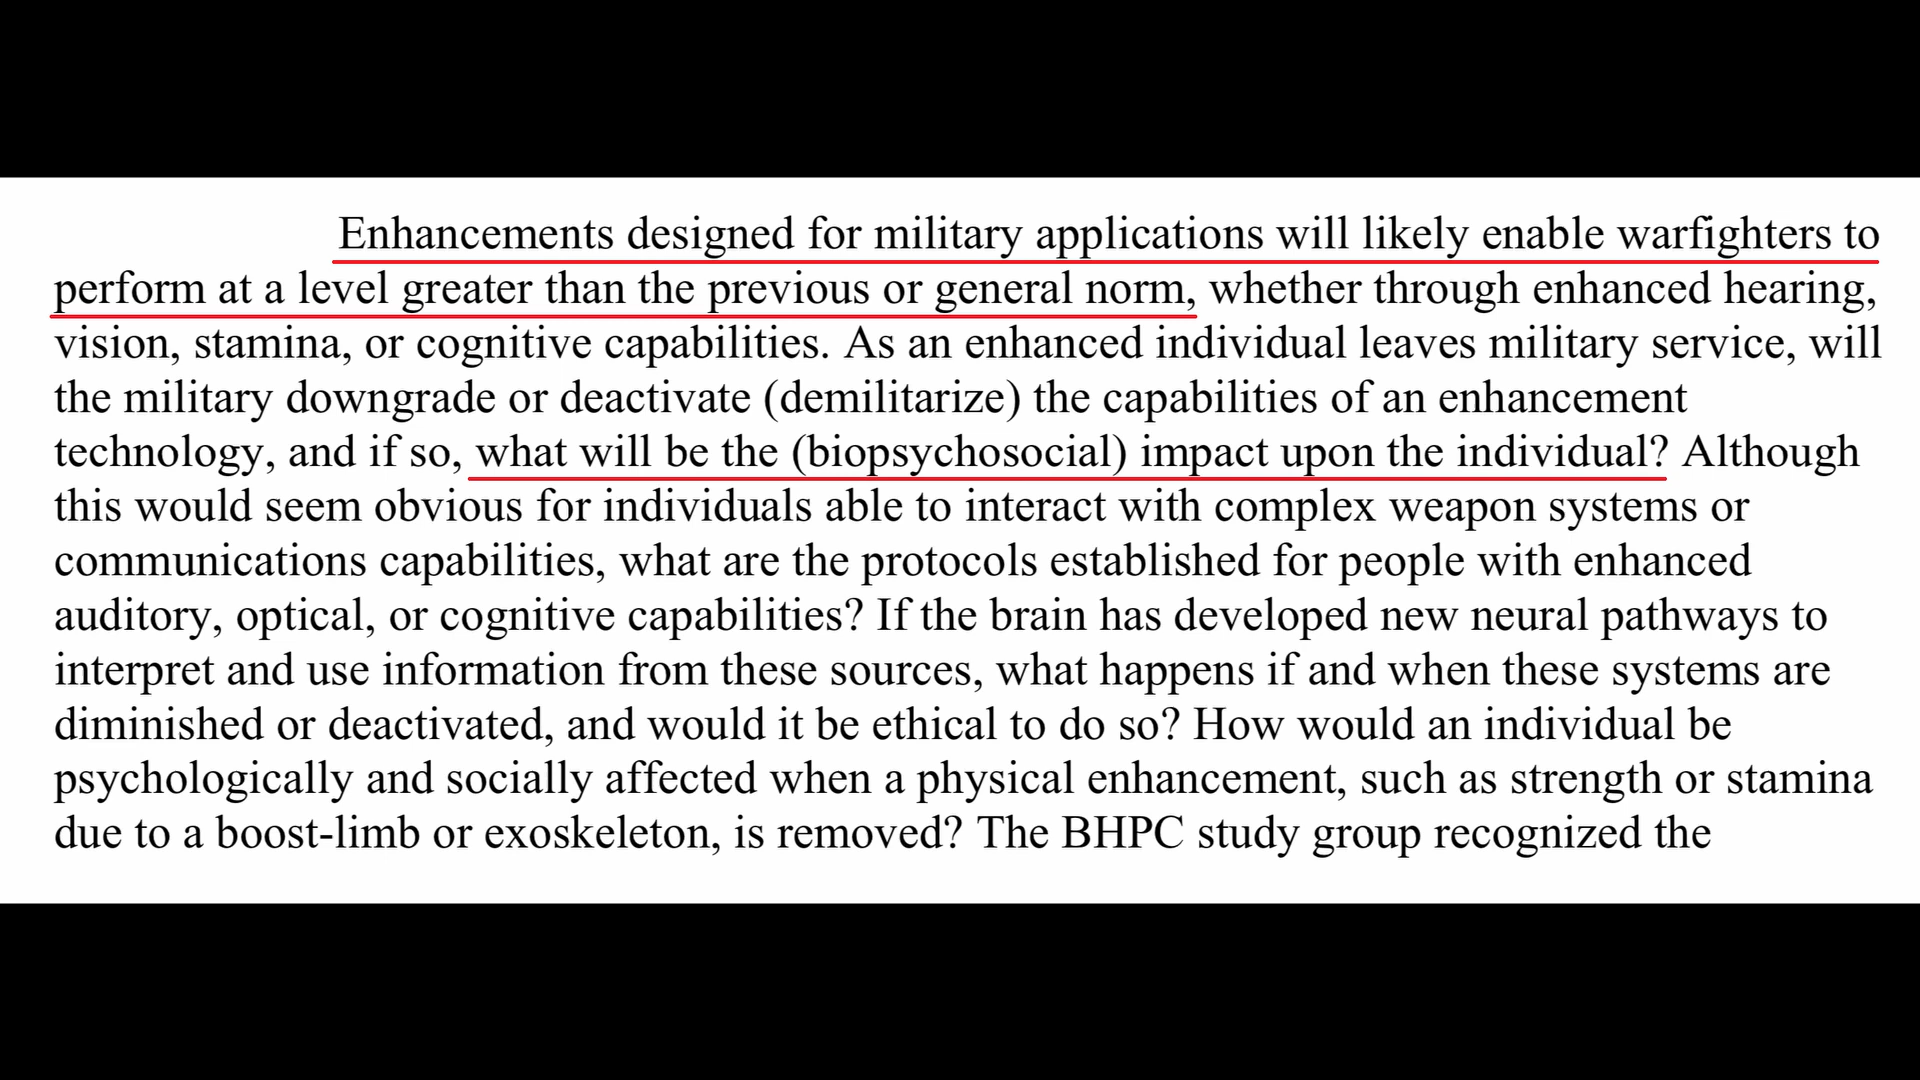 Enhancements designed for military applications will likely enable warfighters to
perform at a level greater than the previous or general norm, whether through enhanced hearing,
vision, stamina, or cognitive capabilities. As an enhanced individual leaves military service, will
the military downgrade or deactivate (demilitarize) the capabilities of an enhancement
technology, and if so, what will be the (biopsychosocial) impact upon the individual? Although
this would seem obvious for individuals able to interact with complex weapon systems or
communications capabilities, what are the protocols established for people with enhanced
auditory, optical, or cognitive capabilities? If the brain has developed new neural pathways to
interpret and use information from these sources, what happens if and when these systems are
diminished or deactivated, and would it be ethical to do so? How would an individual be
psychologically and socially affected when a physical enhancement, such as strength or stamina
due to a boost-limb or exoskeleton, is removed? The BHPC study group recognized the